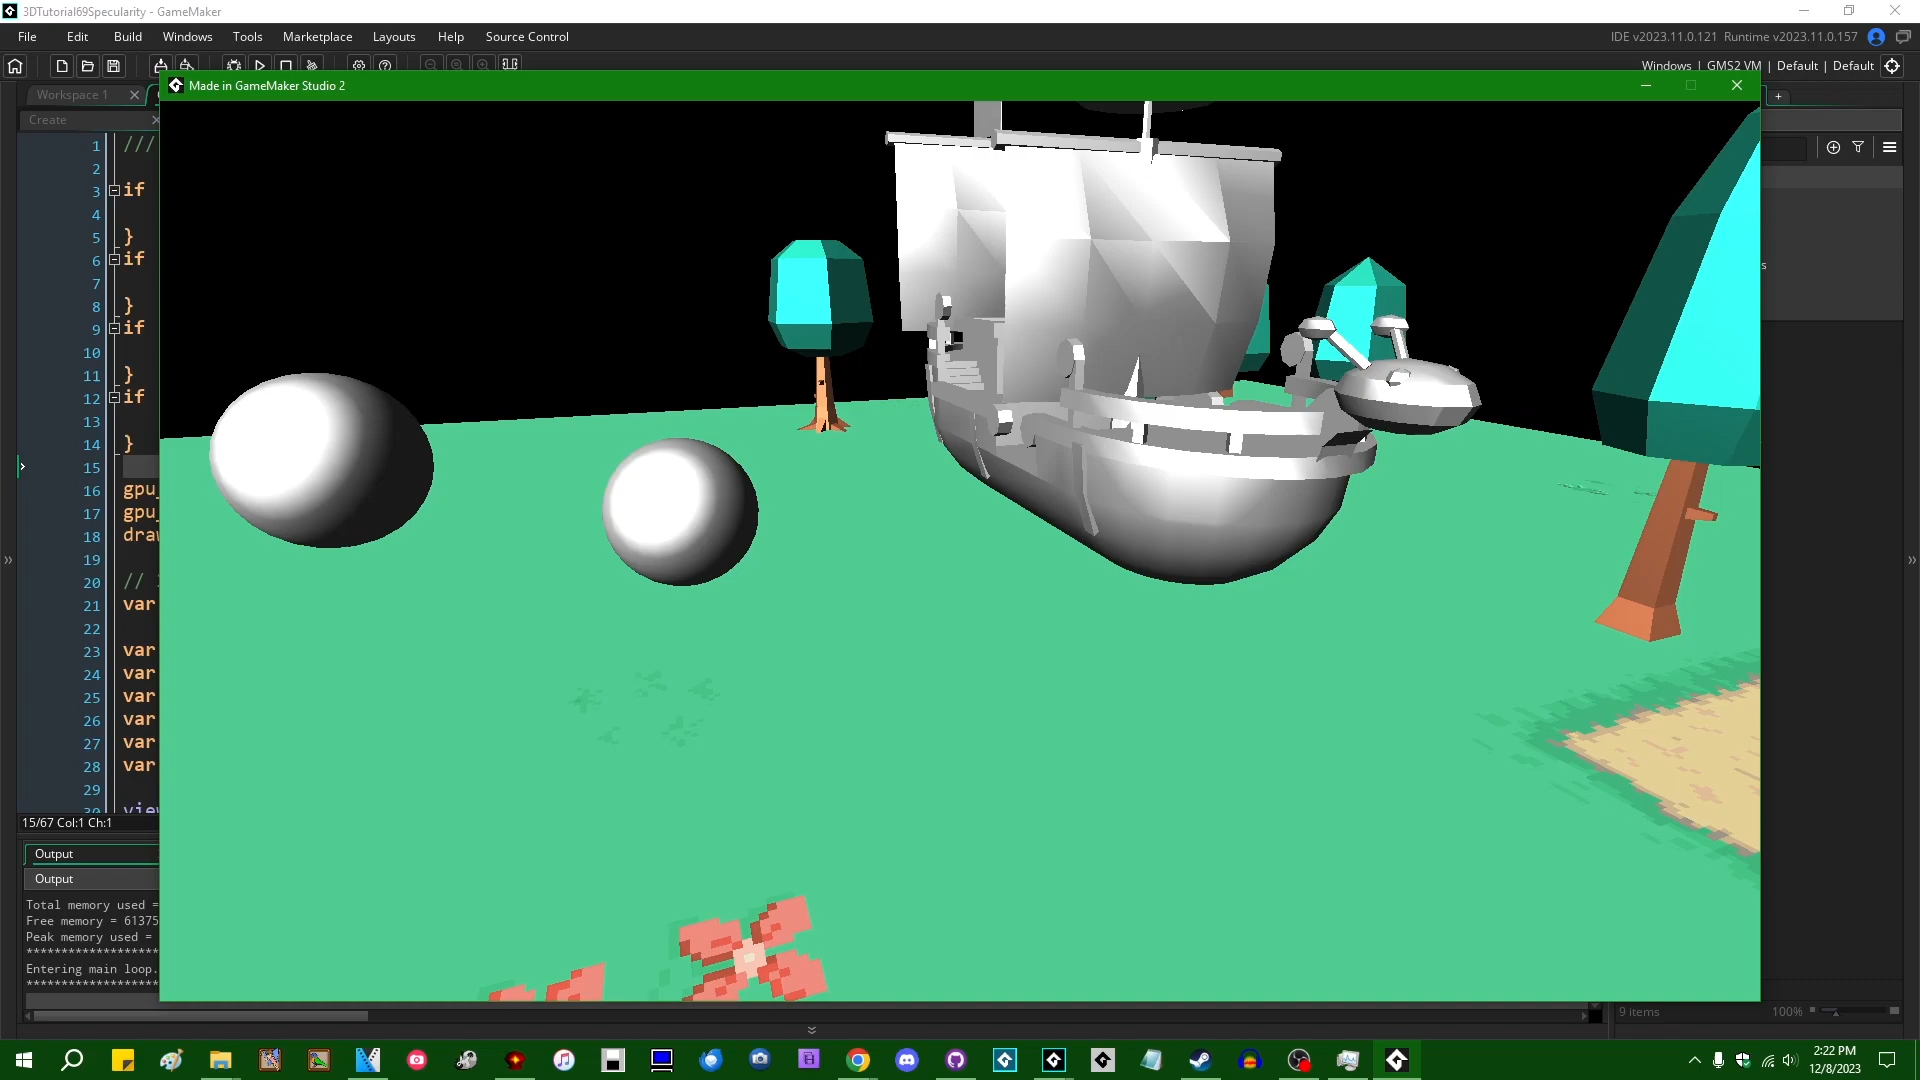 3DTutorial69Specularity - GameMaker
File Edit Build Windows Tools Marketplace Layouts Help Source Control
IDE v2023.11.0.121 Runtime v2023.11.0.157
Windows | GMS2 VM | Default | Default
Workspace 1
Made in GameMaker Studio 2
Create
1 ///
2
3 if
4
5 }
6 if
7
8 }
9 if
10
11 }
12 if
13
14 }
15
16 gpu_
17 gpu_
18 draw
19
20 //
21 var
22
23 var
24 var
25 var
26 var
27 var
28 var
29
30 view
15/67 Col:1 Ch:1
Output
Output
Total memory used =
Free memory = 61375
Peak memory used =
*******************
Entering main loop.
*******************
9 items
100%
2:22 PM
12/8/2023